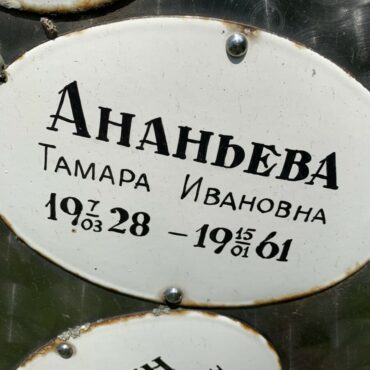 Ананьева
Тамара Ивановна
19 7/03 28 – 19 15/01 61